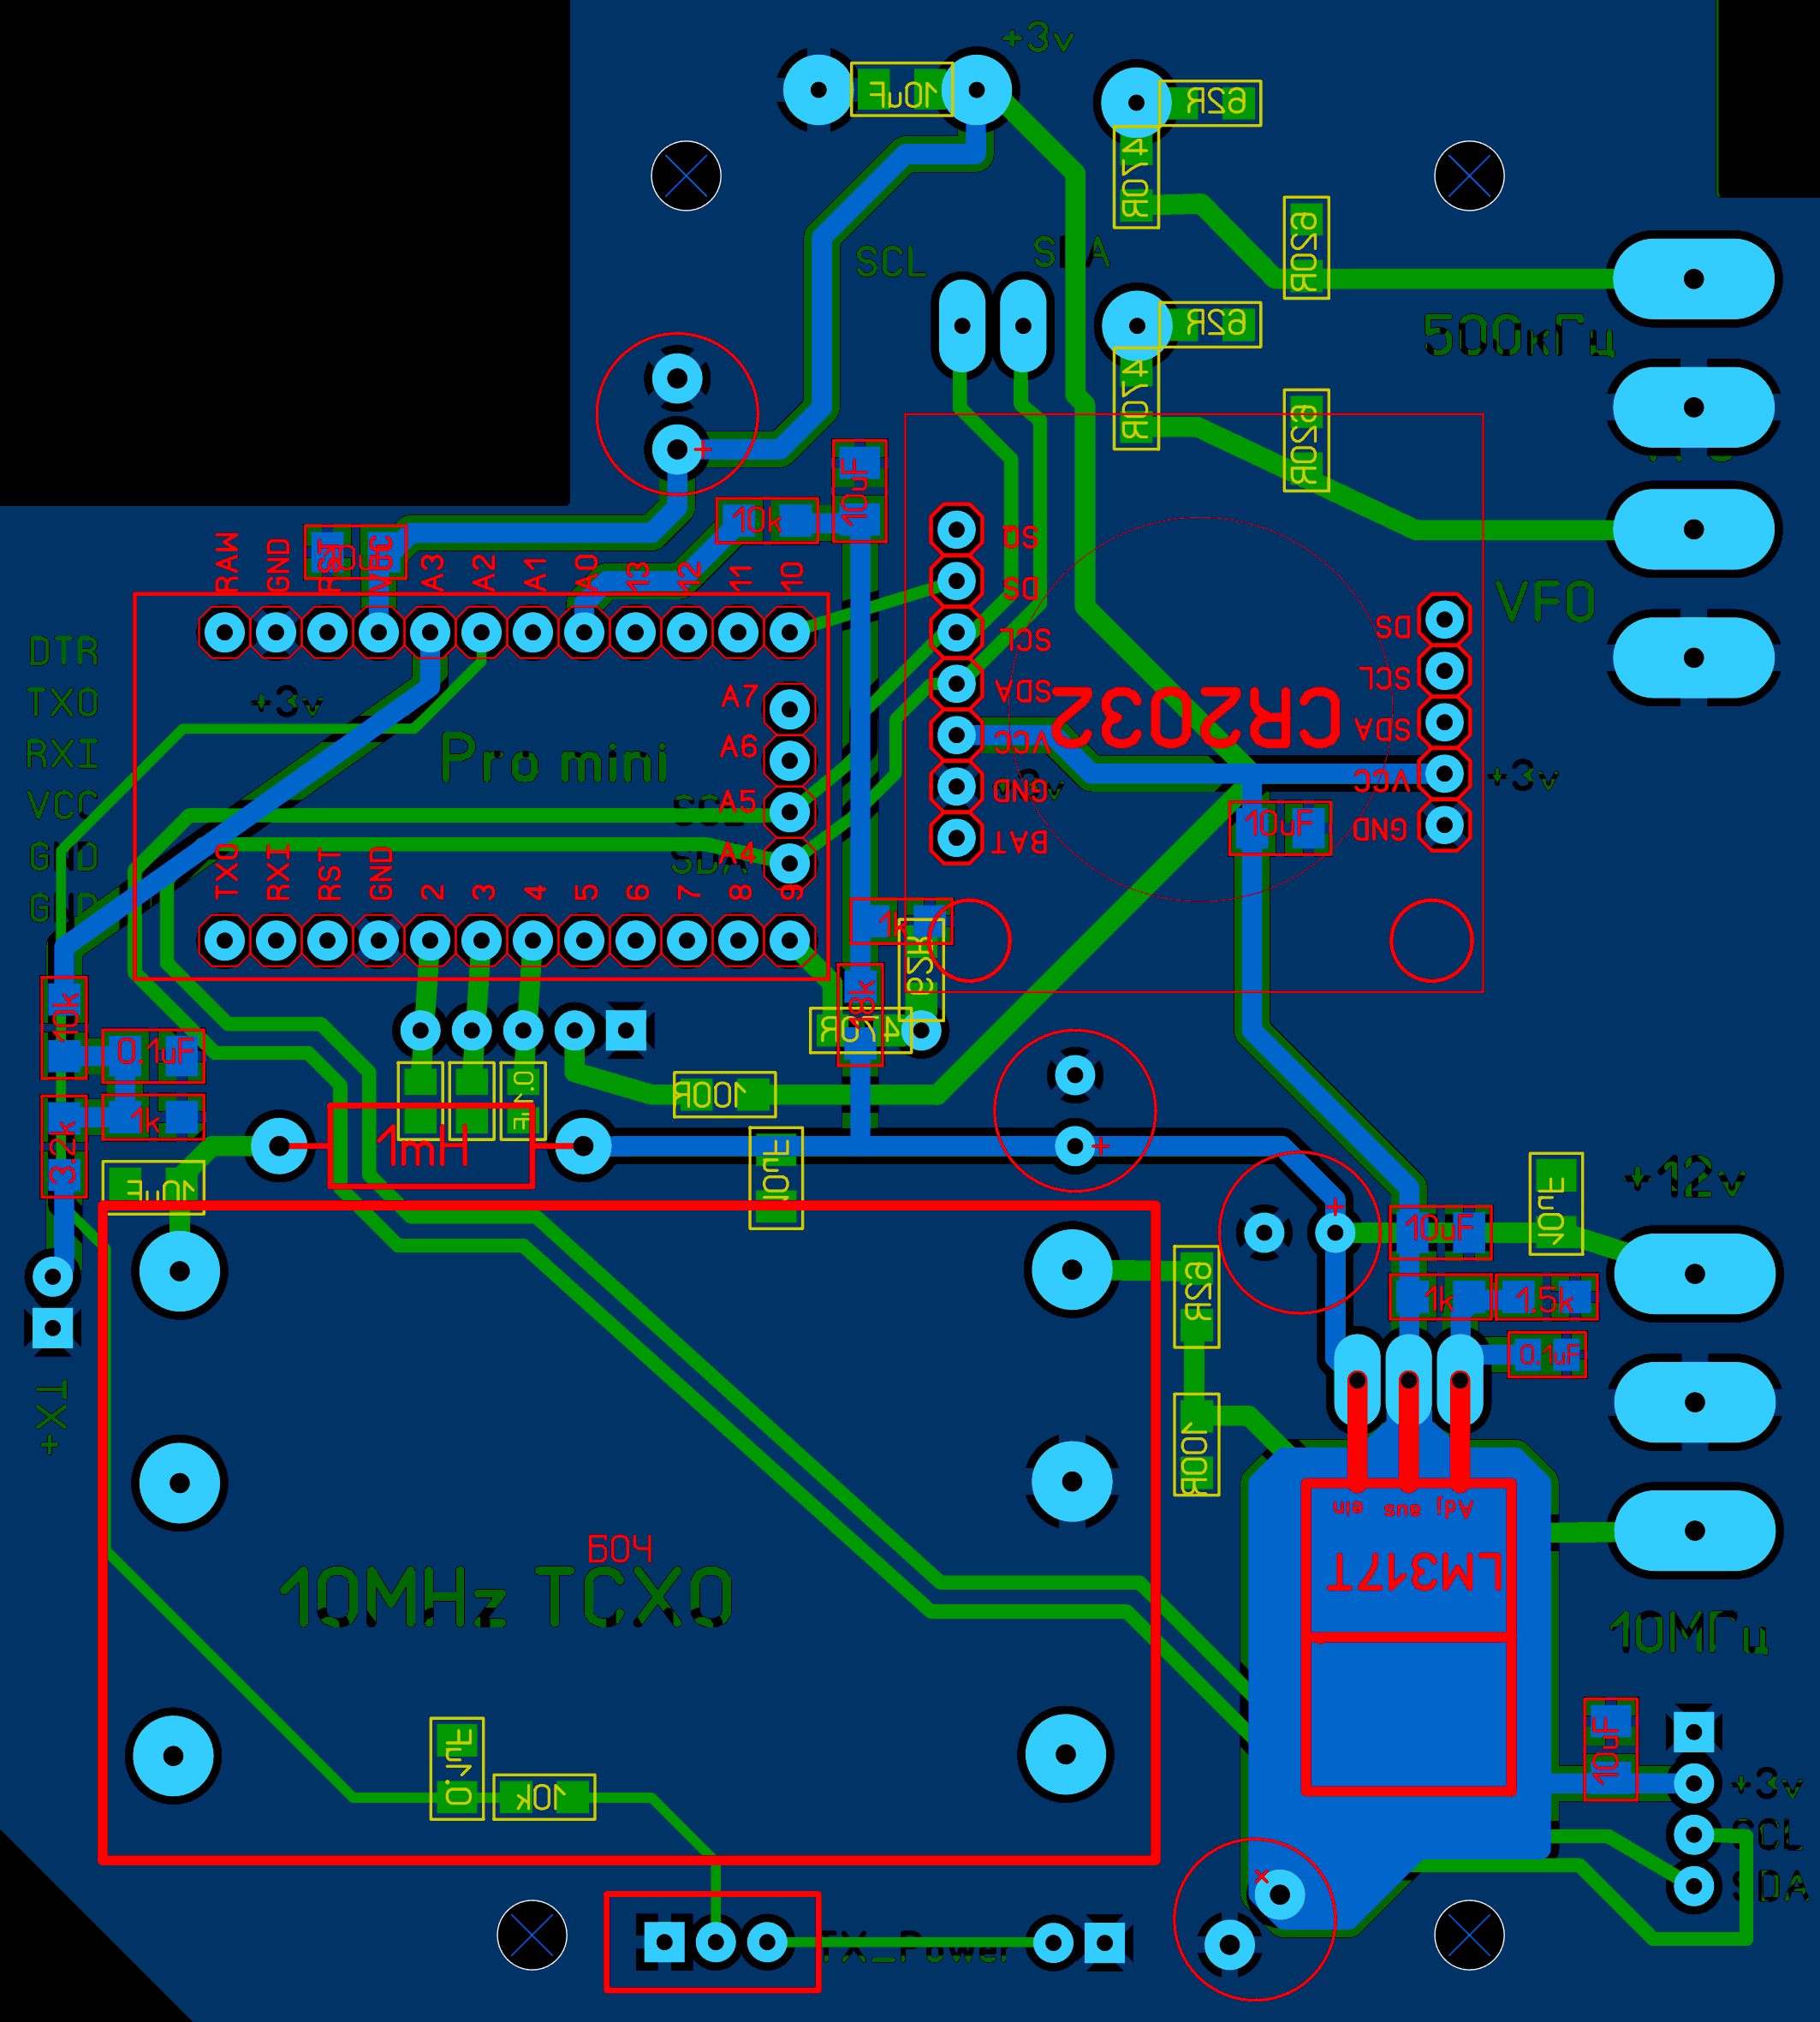 +3v
10uF
62R
470R
SCL
SDA
620R
62R
500кГц
470R
620R
10uF
10k
+
SQ
DS
SCL
SDA
VCC
GND
BAT
RAW
GND
RST
VCC
A3
A2
A1
A0
13
12
11
10
DTR
TXO
RXI
VCC
GND
GND
+3v
Pro mini
A7
A6
A5
A4
SCL
SDA
CR2032
+3v
DS
SCL
SDA
VCC
GND
+3v
VFO
10uF
TXO
RXI
RST
GND
2
3
4
5
6
7
8
9
1k
62R
18k
470R
10k
0.1uF
1k
3.2k
100R
1mH
10uF
10uF
+
+
+12v
10uF
10uF
62R
1k
1.5k
0.1uF
100R
TX+
ein aus Adj
LM317T
БОЧ
10MHz TCXO
10МГц
10uF
+3v
SCL
SDA
0.1uF
10k
TX_Power